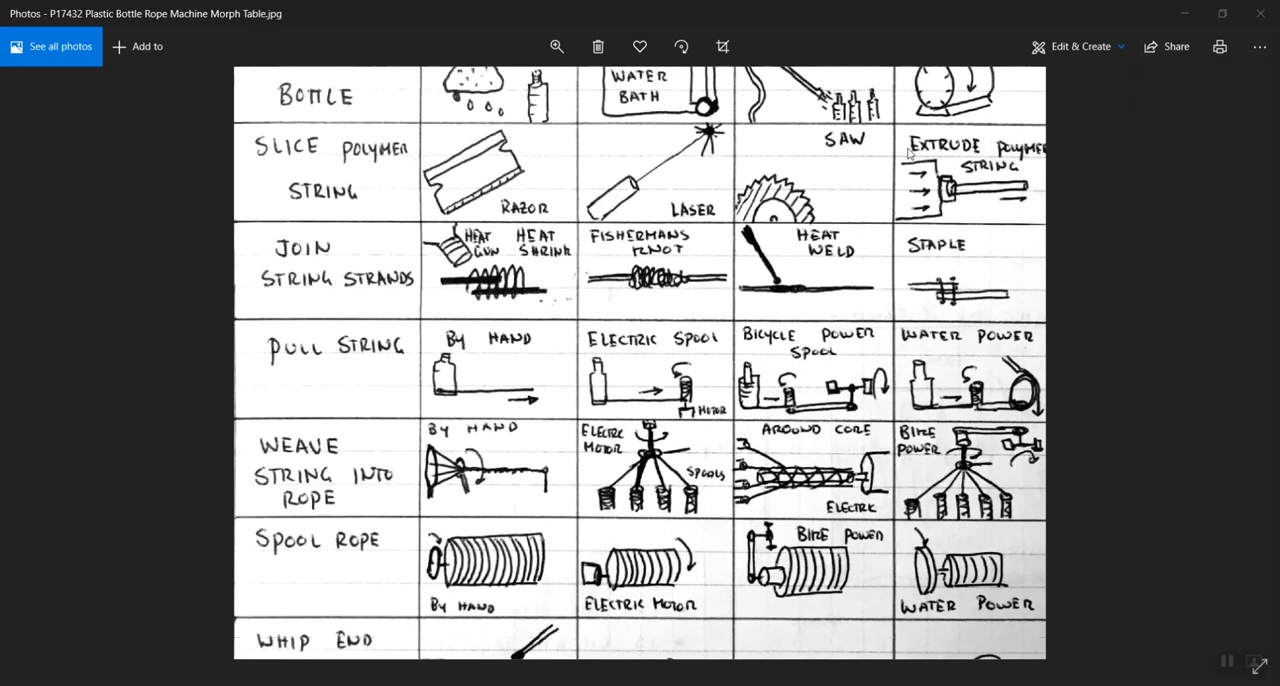 Photos - P17432 Plastic Bottle Rope Machine Morph Table.jpg
See all photos
Add to
Edit & Create
Share
BOTTLE
WATER
BATH
SLICE POLYMER
STRING
RAZOR
LASER
SAW
EXTRUDE POLYMER
STRING
JOIN
STRING STRANDS
HEAT HEAT
GUN SHRINK
FISHERMANS
KNOT
HEAT
WELD
STAPLE
PULL STRING
BY HAND
ELECTRIC SPOOL
MOTOR
BICYCLE POWER
SPOOL
WATER POWER
WEAVE
STRING INTO
ROPE
BY HAND
ELECTRIC
MOTOR
SPOOLS
AROUND CORE
ELECTRIC
BIKE
POWER
SPOOL ROPE
BY HAND
ELECTRIC MOTOR
BIKE POWER
WATER POWER
WHIP END